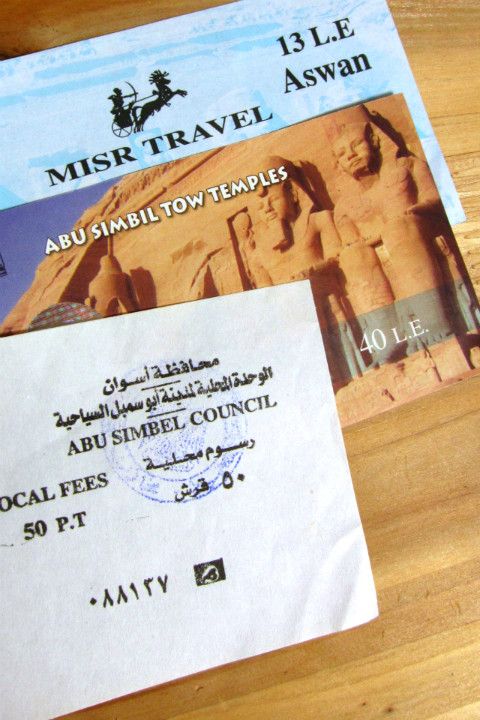 13 L.E
Aswan
MISR TRAVEL
ABU SIMBIL TOW TEMPLES
40 L.E.
محافظة أسوان
الوحدة المحلية لمدينة أبو سمبل السياحية
ABU SIMBEL COUNCIL
رسوم محلية
OCAL FEES
٥٠ قرش
50 P.T
٠٨٨١٣٧